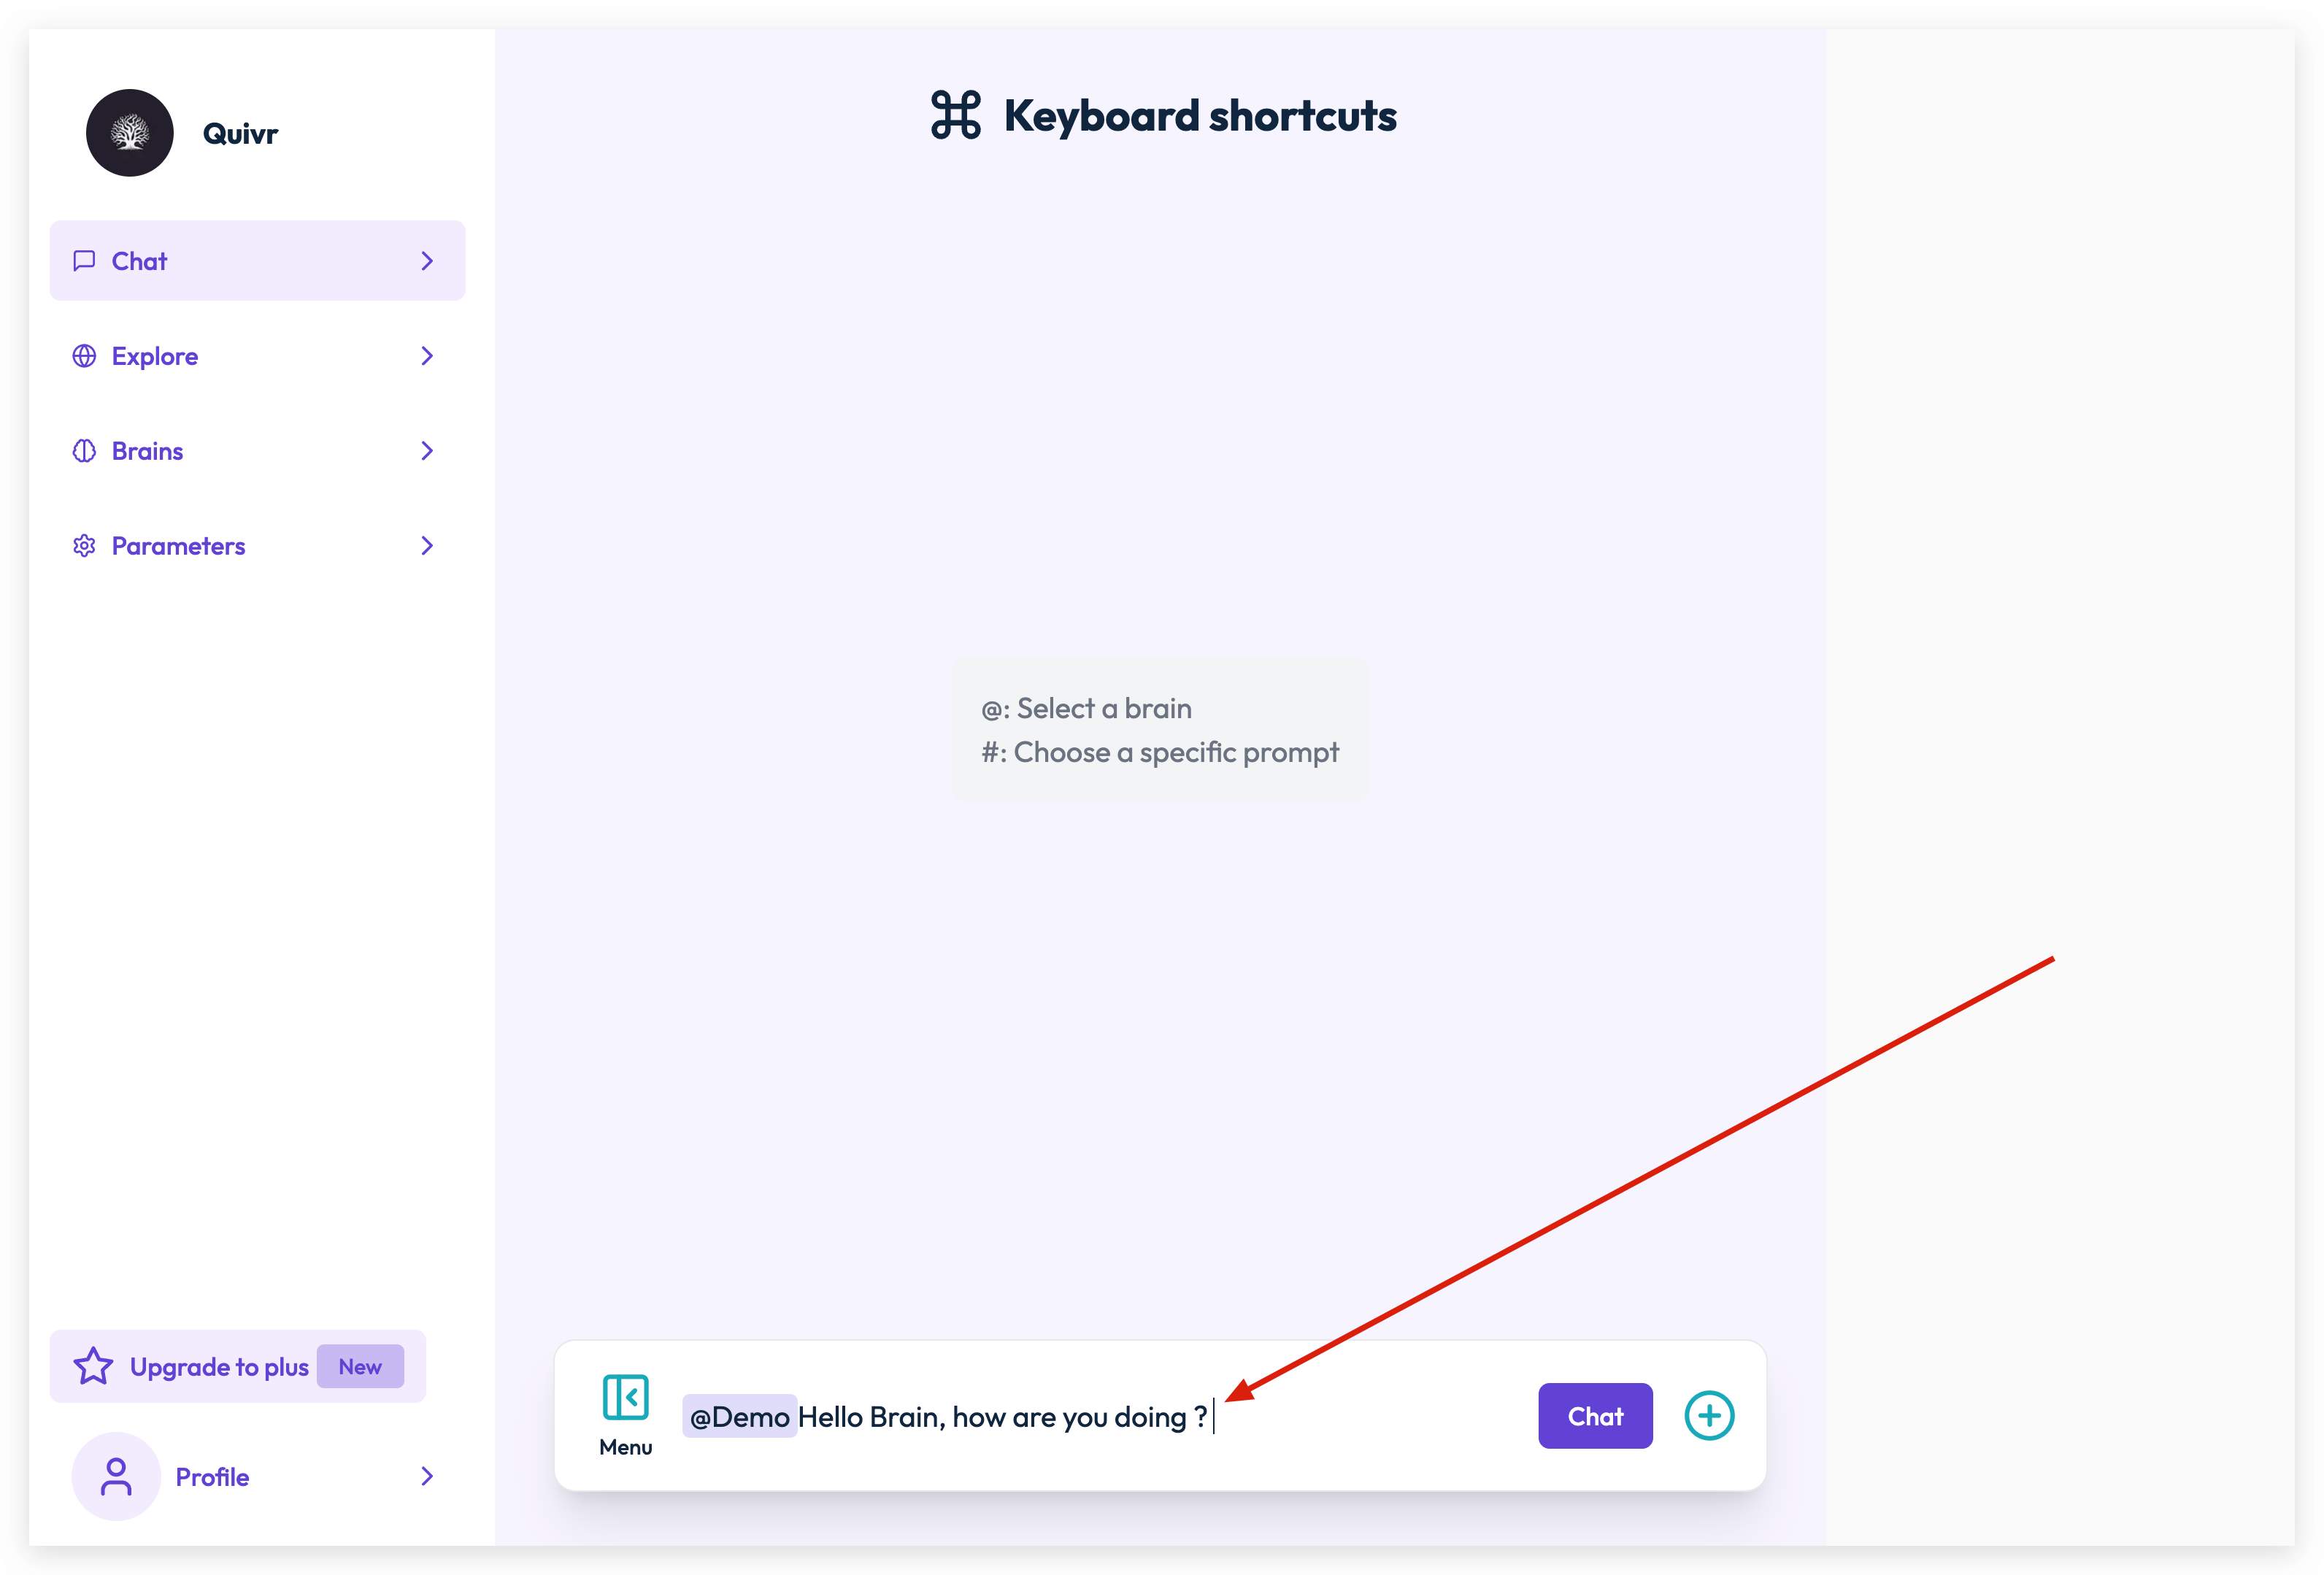 Quivr
Chat
Explore
Brains
Parameters
Upgrade to plus New
Profile
Keyboard shortcuts
@: Select a brain
#: Choose a specific prompt
Menu
@Demo Hello Brain, how are you doing ?
Chat